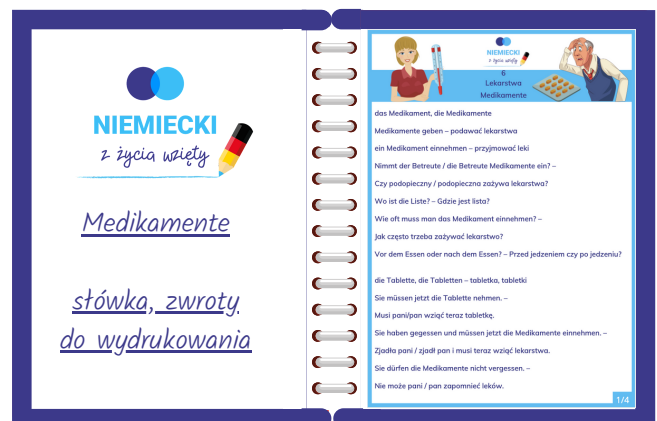 NIEMIECKI
z życia wzięty
Medikamente
słówka, zwroty
do wydrukowania
NIEMIECKI
z życia wzięty
6
Lekarstwa
Medikamente
das Medikament, die Medikamente
Medikamente geben – podawać lekarstwa
ein Medikament einnehmen – przyjmować leki
Nimmt der Betreute / die Betreute Medikamente ein? –
Czy podopieczny / podopieczna zażywa lekarstwa?
Wo ist die Liste? – Gdzie jest lista?
Wie oft muss man das Medikament einnehmen? –
Jak często trzeba zażywać lekarstwo?
Vor dem Essen oder nach dem Essen? – Przed jedzeniem czy po jedzeniu?
die Tablette, die Tabletten – tabletka, tabletki
Sie müssen jetzt die Tablette nehmen. –
Musi pani/pan wziąć teraz tabletkę.
Sie haben gegessen und müssen jetzt die Medikamente einnehmen. –
Zjadła pani / zjadł pan i musi teraz wziąć lekarstwa.
Sie dürfen die Medikamente nicht vergessen. –
Nie może pani / pan zapomnieć leków.
1/4